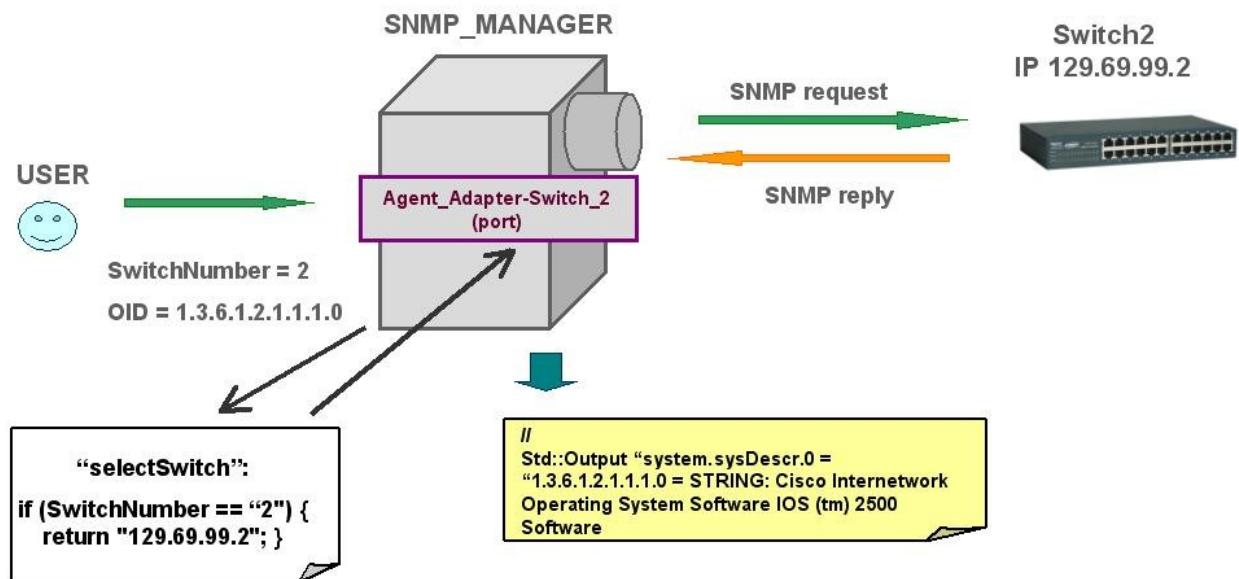 SNMP_MANAGER
Switch2
IP 129.69.99.2
SNMP request
SNMP reply
USER
Agent_Adapter-Switch_2
(port)
SwitchNumber = 2
OID = 1.3.6.1.2.1.1.1.0
“selectSwitch”:
if (SwitchNumber == “2") {
return "129.69.99.2"; }
//
Std::Output “system.sysDescr.0 =
“1.3.6.1.2.1.1.1.0 = STRING: Cisco Internetwork
Operating System Software IOS (tm) 2500
Software